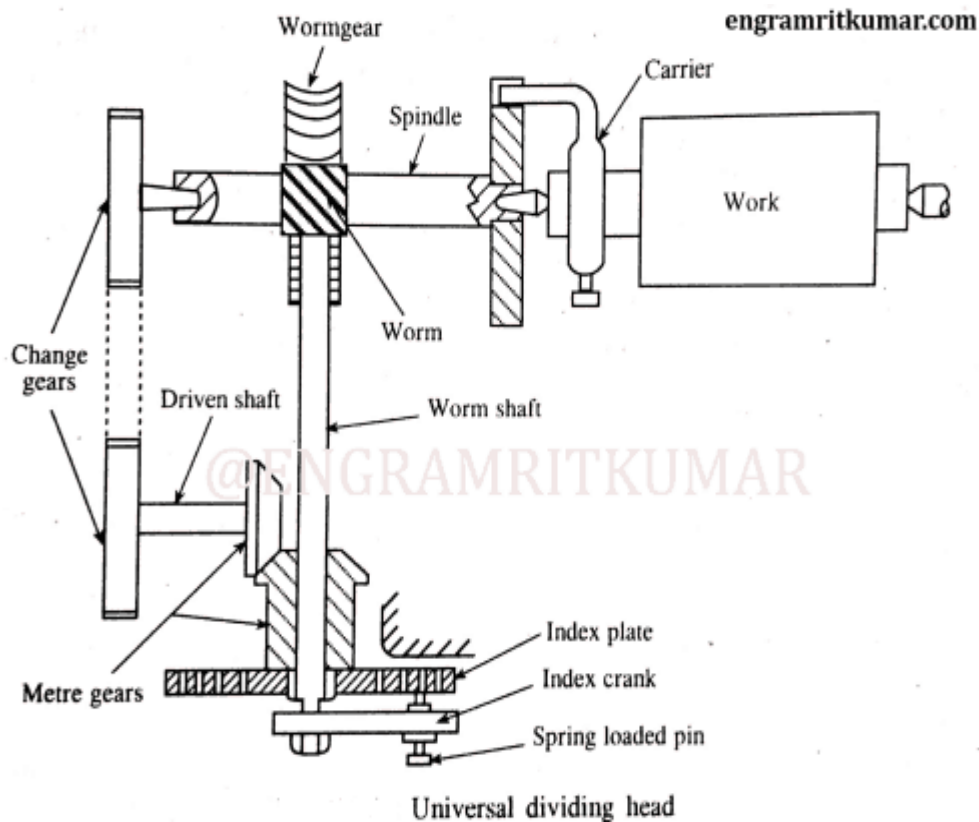 engramritkumar.com
Wormgear
Carrier
Spindle
Work
Worm
Change
gears
Driven shaft
Worm shaft
@ENGRAMRITKUMAR
Index plate
Index crank
Metre gears
Spring loaded pin
Universal dividing head